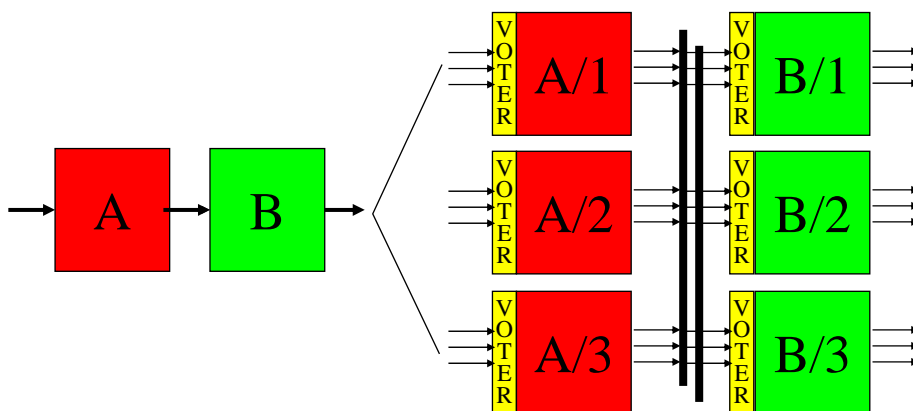 A
B
VOTER
A/1
VOTER
B/1
VOTER
A/2
VOTER
B/2
VOTER
A/3
VOTER
B/3